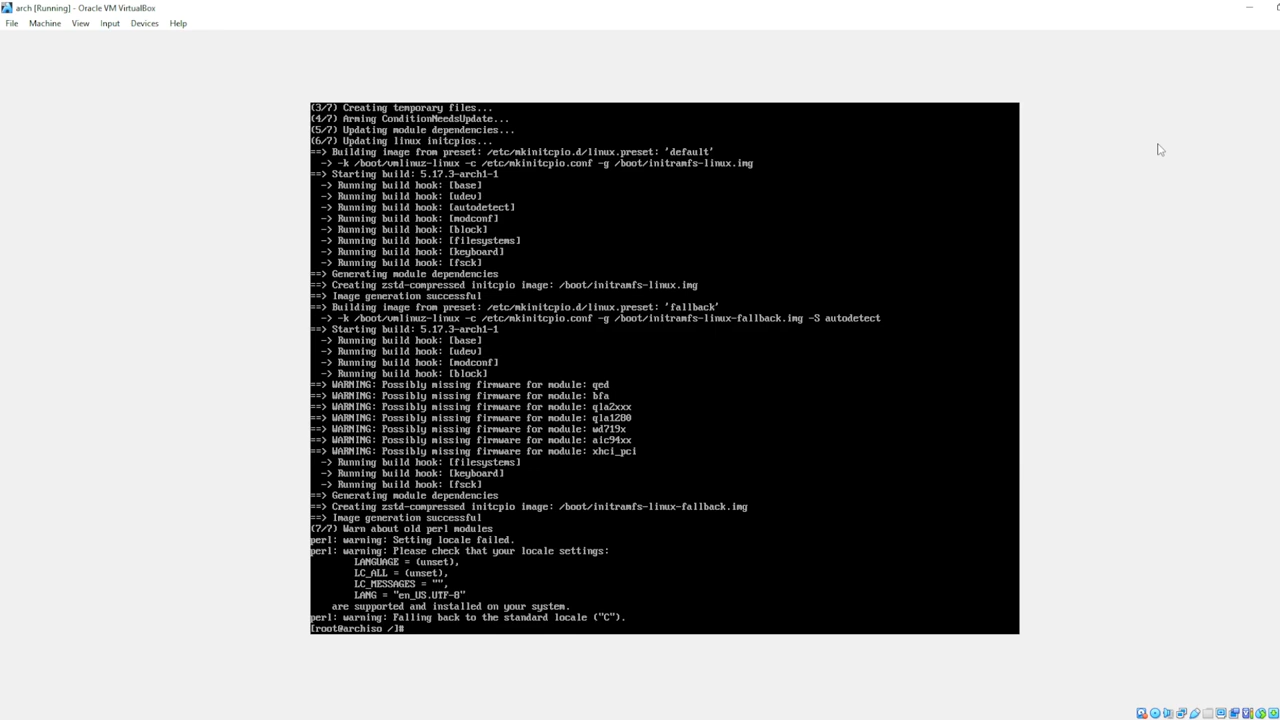 arch [Running] - Oracle VM VirtualBox
File Machine View Input Devices Help
(3/7) Creating temporary files...
(4/7) Arming ConditionNeedsUpdate...
(5/7) Updating module dependencies...
(6/7) Updating linux initcpios...
==> Building image from preset: /etc/mkinitcpio.d/linux.preset: 'default'
-> -k /boot/vmlinuz-linux -c /etc/mkinitcpio.conf -g /boot/initramfs-linux.img
==> Starting build: 5.17.3-arch1-1
-> Running build hook: [base]
-> Running build hook: [udev]
-> Running build hook: [autodetect]
-> Running build hook: [modconf]
-> Running build hook: [block]
-> Running build hook: [filesystems]
-> Running build hook: [keyboard]
-> Running build hook: [fsck]
==> Generating module dependencies
==> Creating zstd-compressed initcpio image: /boot/initramfs-linux.img
==> Image generation successful
==> Building image from preset: /etc/mkinitcpio.d/linux.preset: 'fallback'
-> -k /boot/vmlinuz-linux -c /etc/mkinitcpio.conf -g /boot/initramfs-linux-fallback.img -S autodetect
==> Starting build: 5.17.3-arch1-1
-> Running build hook: [base]
-> Running build hook: [udev]
-> Running build hook: [modconf]
-> Running build hook: [block]
==> WARNING: Possibly missing firmware for module: qed
==> WARNING: Possibly missing firmware for module: bfa
==> WARNING: Possibly missing firmware for module: qla2xxx
==> WARNING: Possibly missing firmware for module: qla1280
==> WARNING: Possibly missing firmware for module: wd719x
==> WARNING: Possibly missing firmware for module: aic94xx
==> WARNING: Possibly missing firmware for module: xhci_pci
-> Running build hook: [filesystems]
-> Running build hook: [keyboard]
-> Running build hook: [fsck]
==> Generating module dependencies
==> Creating zstd-compressed initcpio image: /boot/initramfs-linux-fallback.img
==> Image generation successful
(7/7) Warn about old perl modules
perl: warning: Setting locale failed.
perl: warning: Please check that your locale settings:
LANGUAGE = (unset),
LC_ALL = (unset),
LC_MESSAGES = "",
LANG = "en_US.UTF-8"
are supported and installed on your system.
perl: warning: Falling back to the standard locale ("C").
[root@archiso /]#